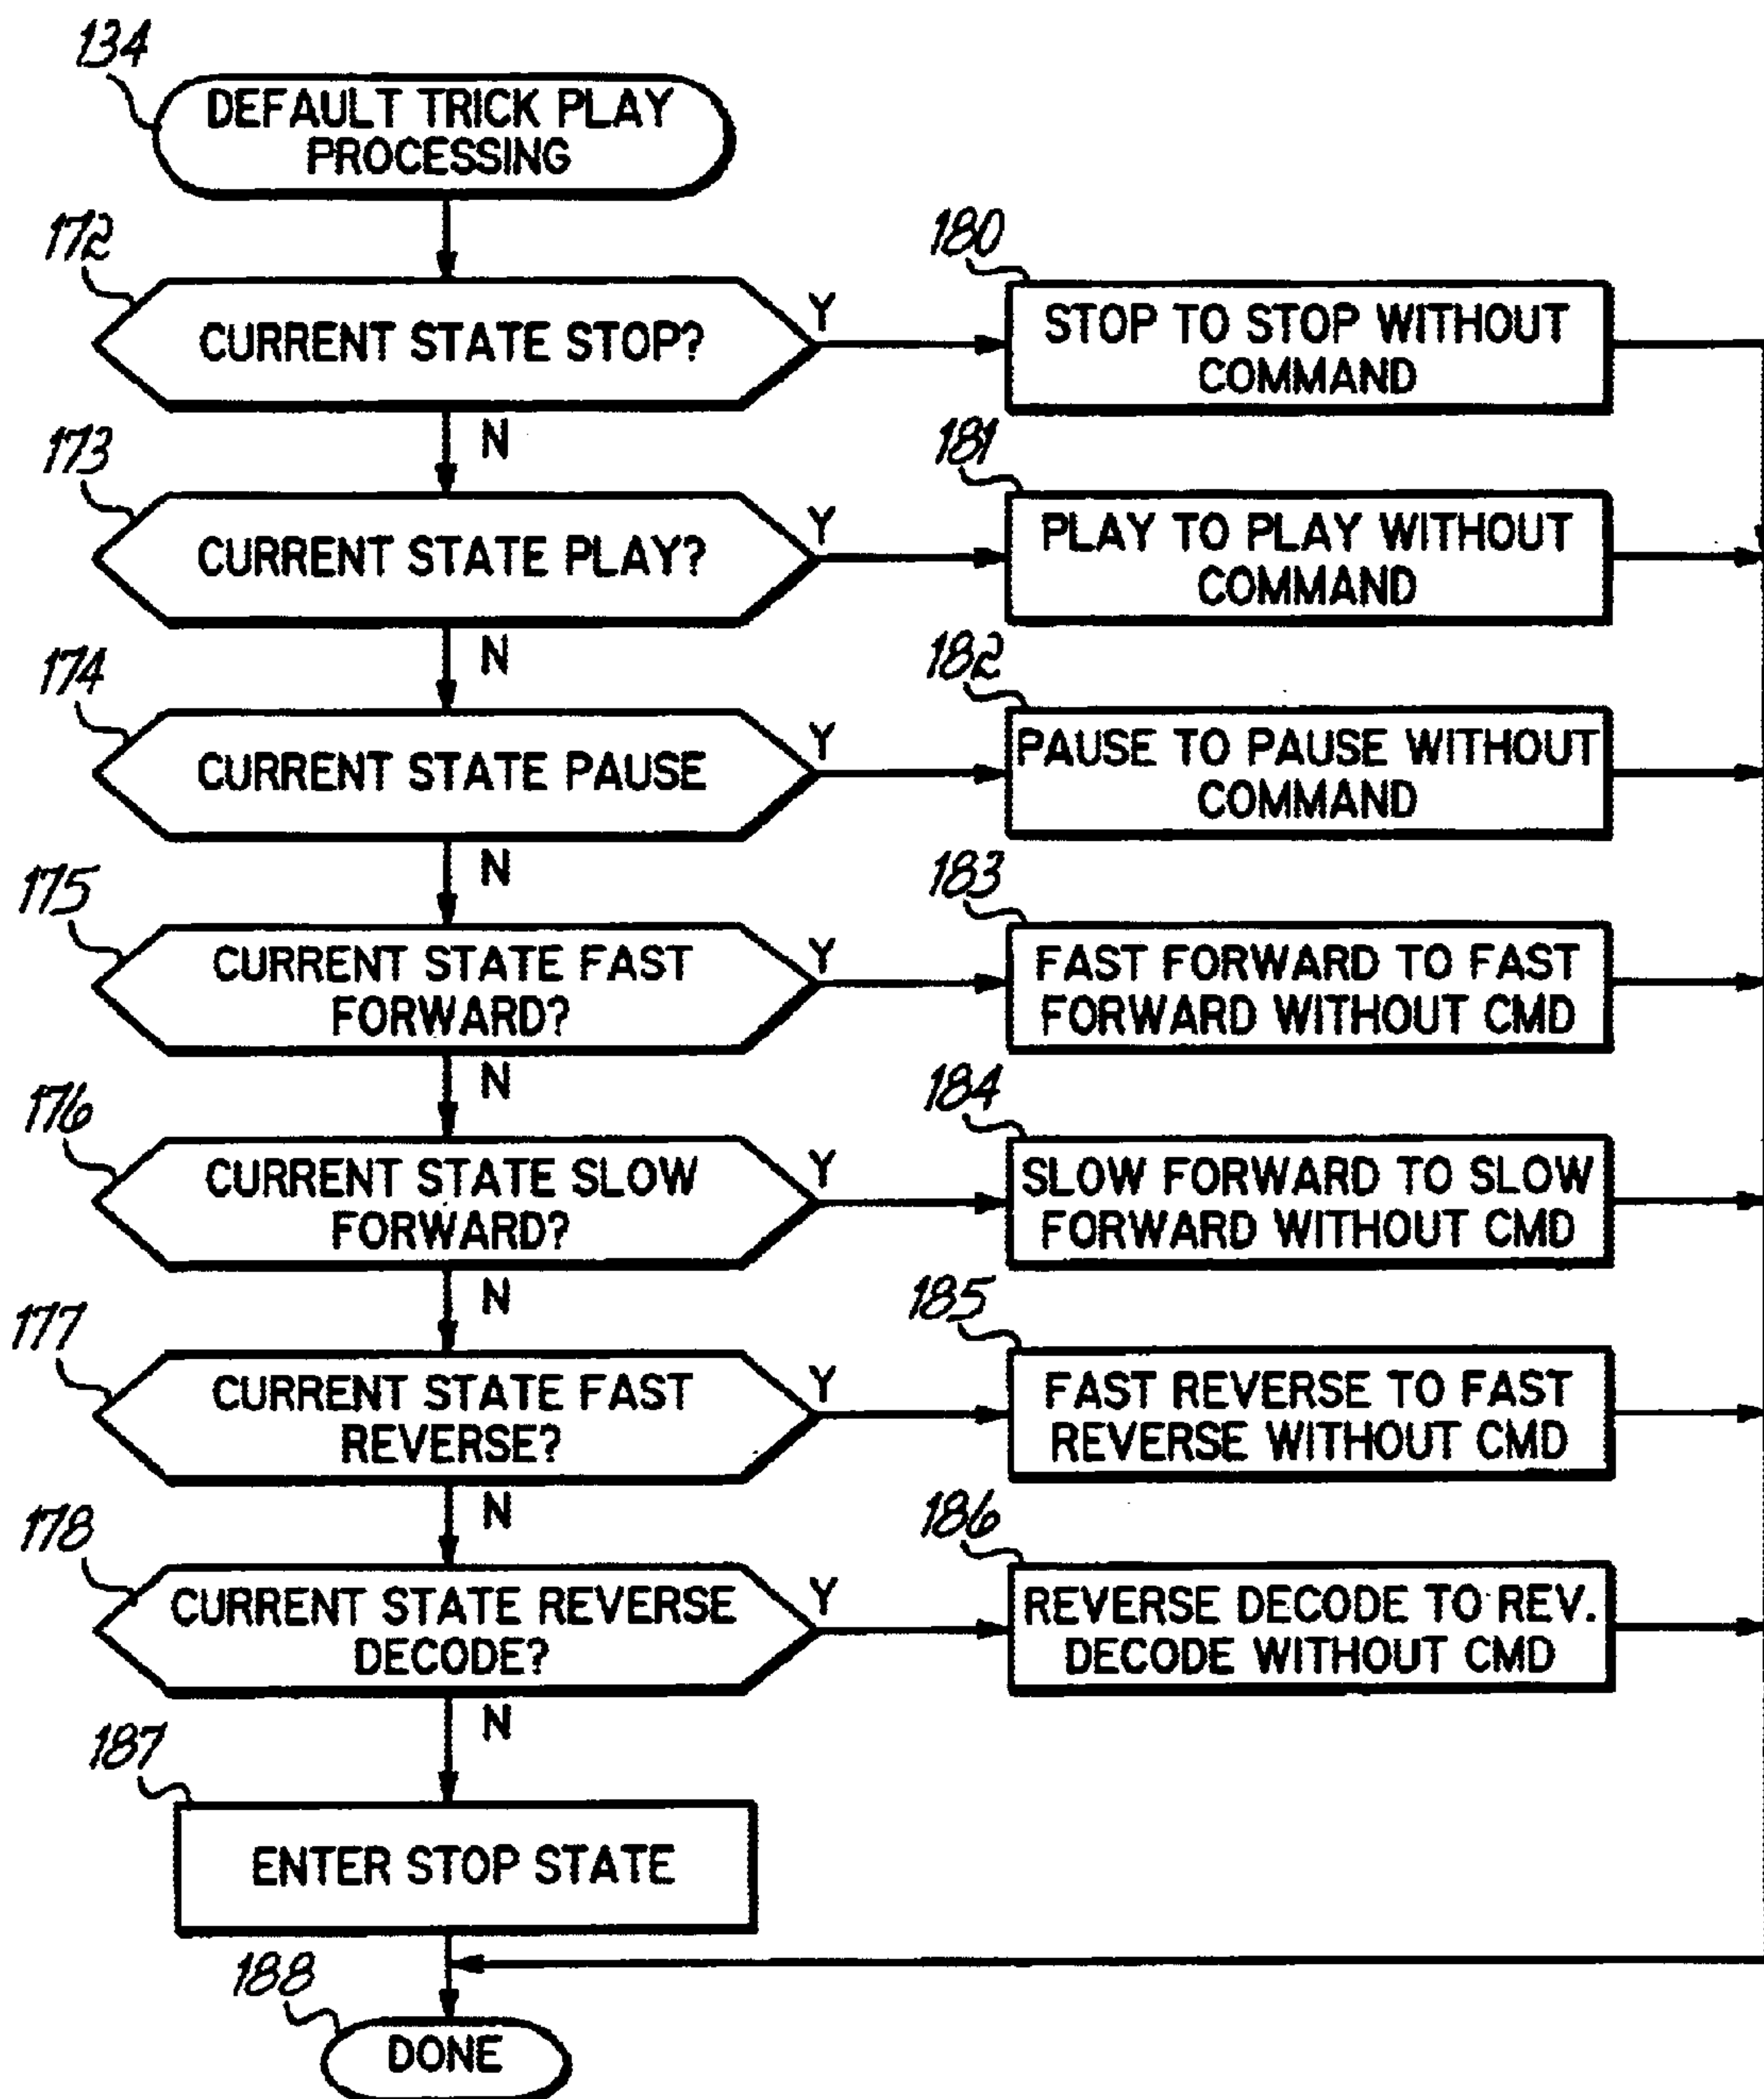 134
DEFAULT TRICK PLAY
PROCESSING
172
CURRENT STATE STOP?
Y
N
180
STOP TO STOP WITHOUT
COMMAND
173
CURRENT STATE PLAY?
Y
N
181
PLAY TO PLAY WITHOUT
COMMAND
174
CURRENT STATE PAUSE
Y
N
182
PAUSE TO PAUSE WITHOUT
COMMAND
175
CURRENT STATE FAST
FORWARD?
Y
N
183
FAST FORWARD TO FAST
FORWARD WITHOUT CMD
176
CURRENT STATE SLOW
FORWARD?
Y
N
184
SLOW FORWARD TO SLOW
FORWARD WITHOUT CMD
177
CURRENT STATE FAST
REVERSE?
Y
N
185
FAST REVERSE TO FAST
REVERSE WITHOUT CMD
178
CURRENT STATE REVERSE
DECODE?
Y
N
186
REVERSE DECODE TO REV.
DECODE WITHOUT CMD
187
ENTER STOP STATE
188
DONE